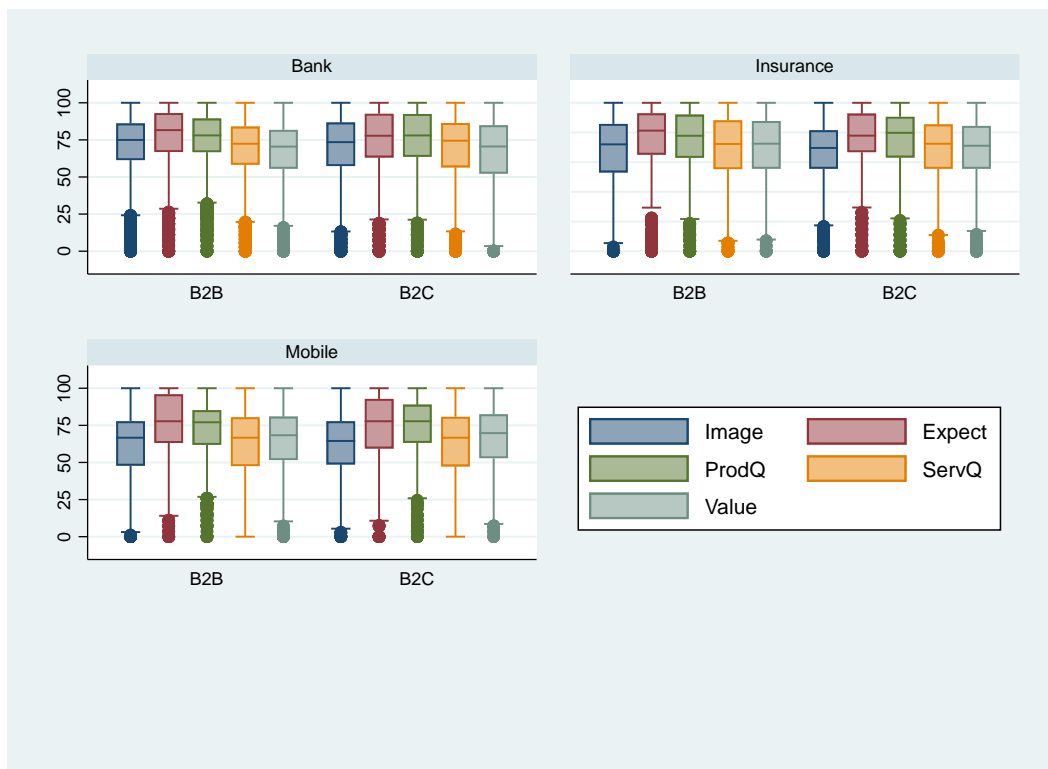 Bank
Insurance
100
75
50
25
0
B2B
B2C
B2B
B2C
Mobile
100
75
50
25
0
B2B
B2C
Image
Expect
ProdQ
ServQ
Value